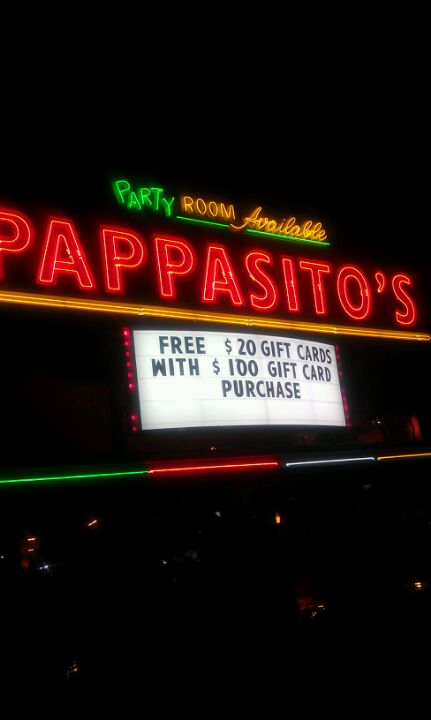 PARTY ROOM Available
PAPPASITO'S
FREE $20 GIFT CARDS
WITH $100 GIFT CARD
PURCHASE